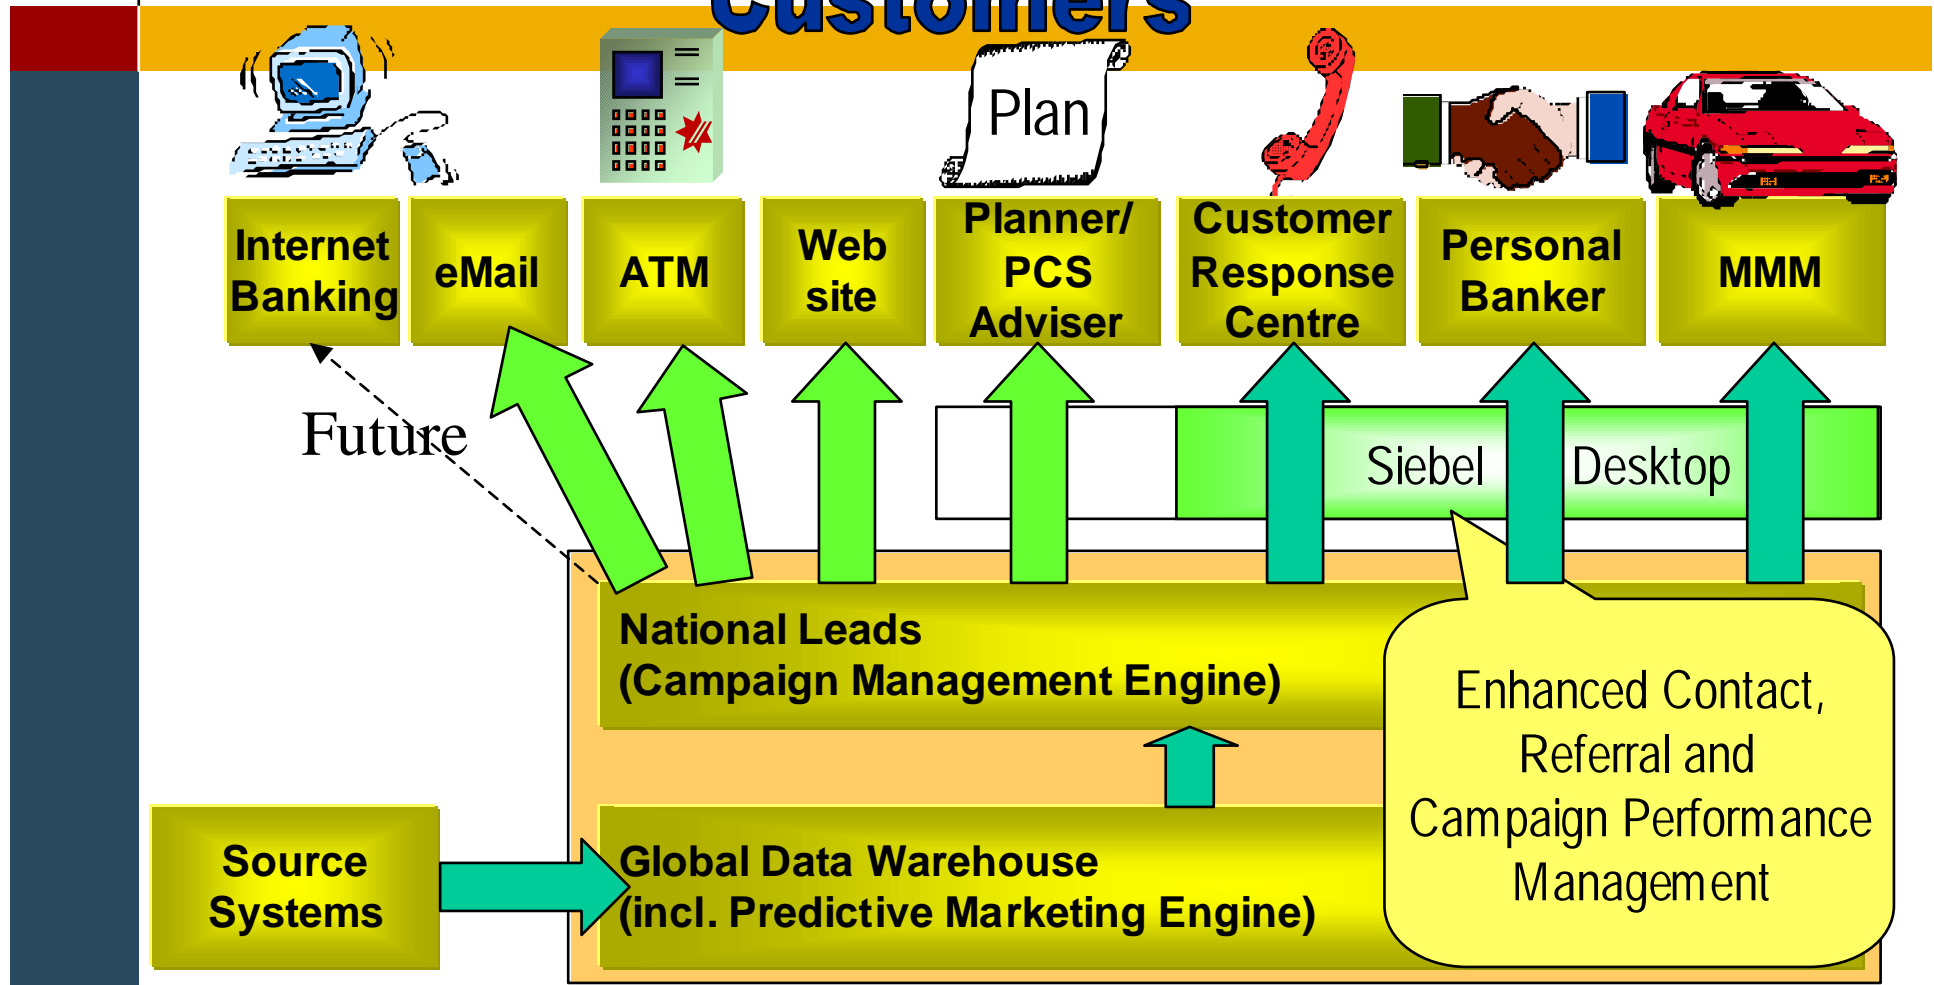 Customers
Plan
Internet
Banking
eMail
ATM
Web
site
Planner/
PCS
Adviser
Customer
Response
Centre
Personal
Banker
MMM
Future
Siebel Desktop
National Leads
(Campaign Management Engine)
Enhanced Contact,
Referral and
Campaign Performance
Management
Source
Systems
Global Data Warehouse
(incl. Predictive Marketing Engine)